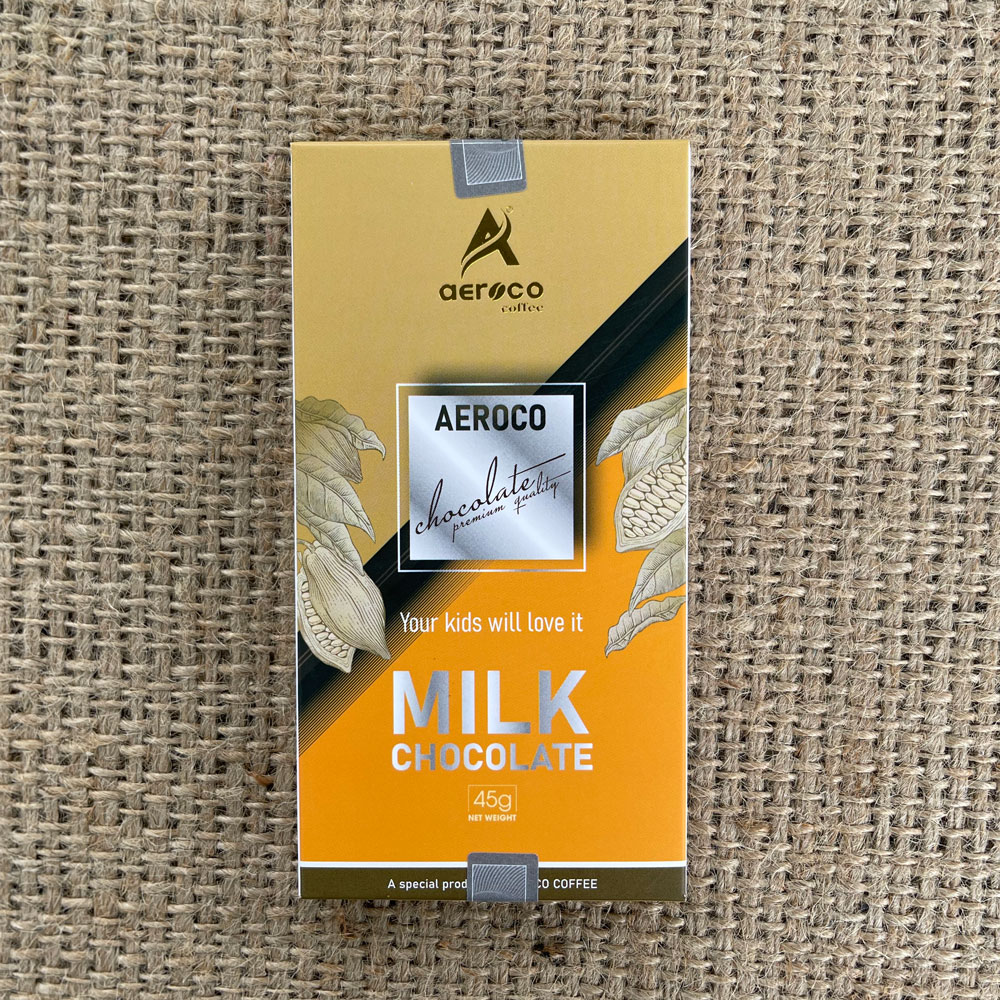 aeroco
coffee
AEROCO
chocolate
premium quality
Your kids will love it
MILK
CHOCOLATE
45g
NET WEIGHT
A special CO COFFEE